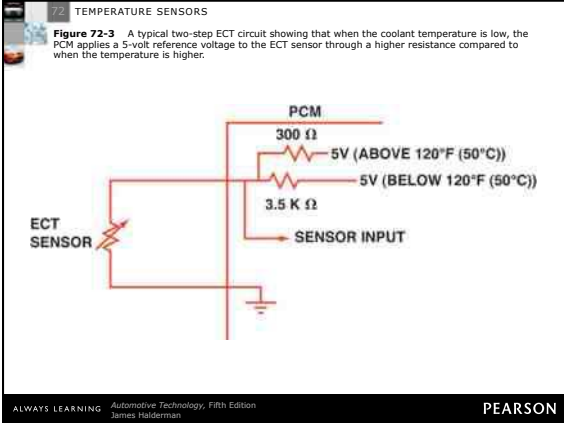 72 TEMPERATURE SENSORS
Figure 72-3 A typical two-step ECT circuit showing that when the coolant temperature is low, the
PCM applies a 5-volt reference voltage to the ECT sensor through a higher resistance compared to
when the temperature is higher.
PCM
300 Ω
5V (ABOVE 120°F (50°C))
5V (BELOW 120°F (50°C))
3.5 K Ω
ECT
SENSOR
SENSOR INPUT
ALWAYS LEARNING
Automotive Technology, Fifth Edition
James Halderman
PEARSON